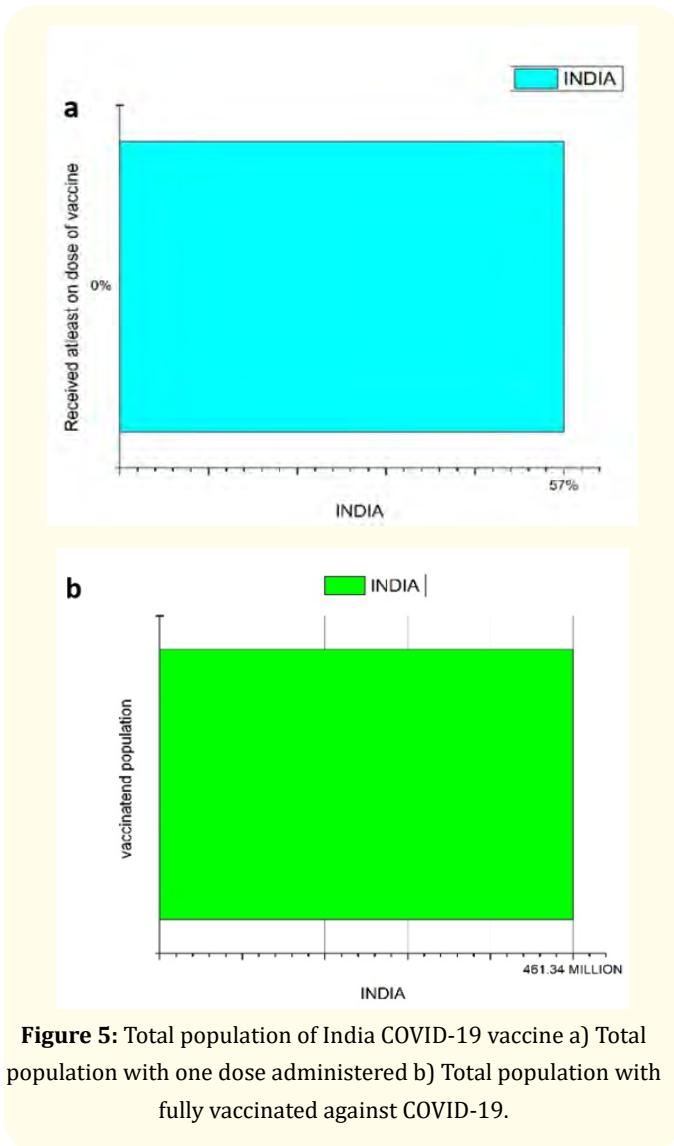 INDIA
a
Received atleast on dose of vaccine
0%
57%
INDIA
b
INDIA
vaccinatend population
461.34 MILLION
INDIA
Figure 5: Total population of India COVID-19 vaccine a) Total
population with one dose administered b) Total population with
fully vaccinated against COVID-19.